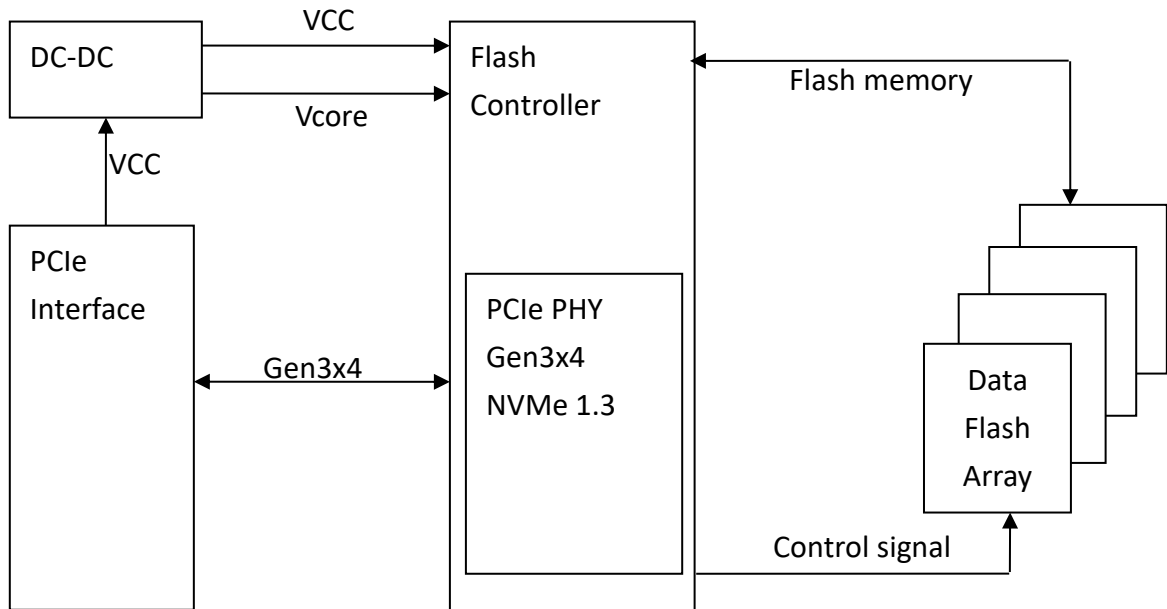 VCC
DC-DC
Flash
Controller
Flash memory
Vcore
VCC
PCIe
Interface
PCIe PHY
Gen3x4
NVMe 1.3
Gen3x4
Data
Flash
Array
Control signal